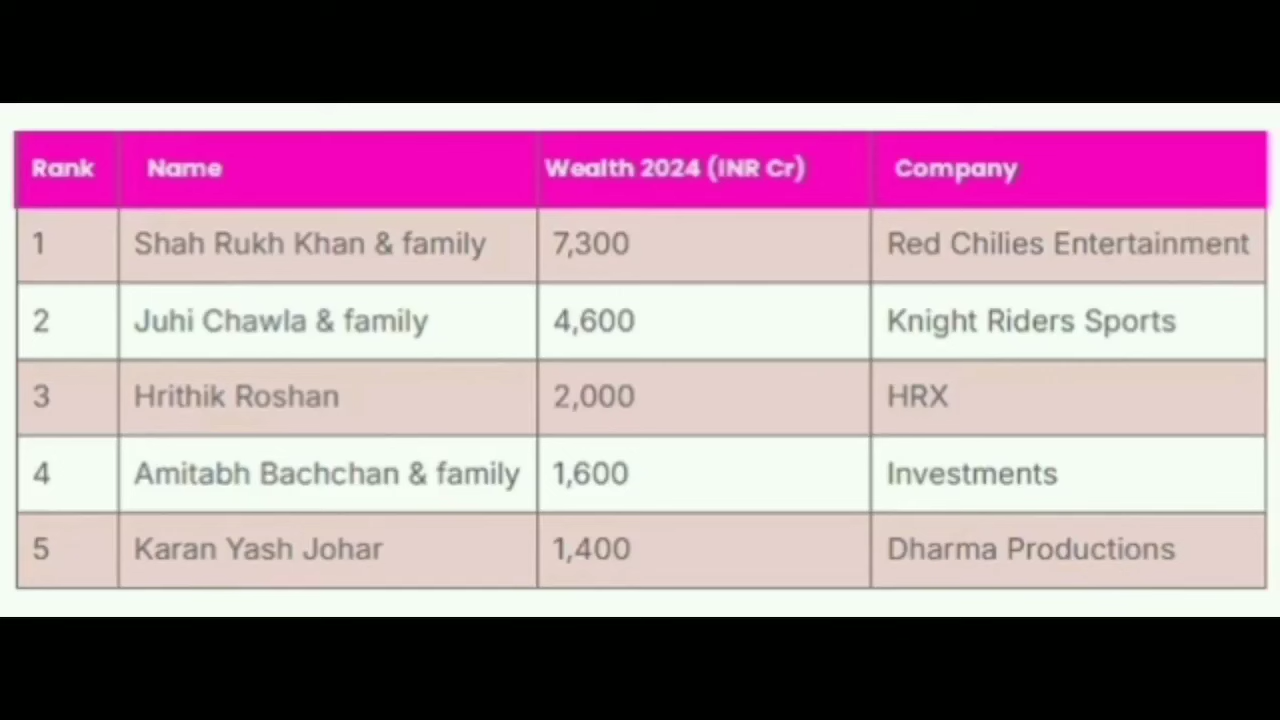 Rank Name Wealth 2024 (INR Cr) Company
1 Shah Rukh Khan & family 7,300 Red Chilies Entertainment
2 Juhi Chawla & family 4,600 Knight Riders Sports
3 Hrithik Roshan 2,000 HRX
4 Amitabh Bachchan & family 1,600 Investments
5 Karan Yash Johar 1,400 Dharma Productions